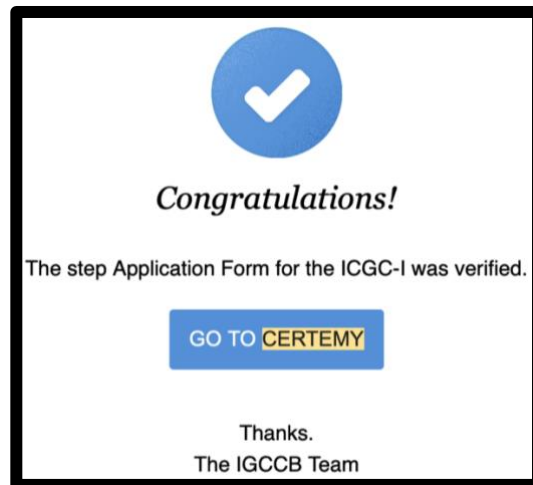 Congratulations!
The step Application Form for the ICGC-I was verified.
GO TO CERTEMY
Thanks.
The IGCCB Team